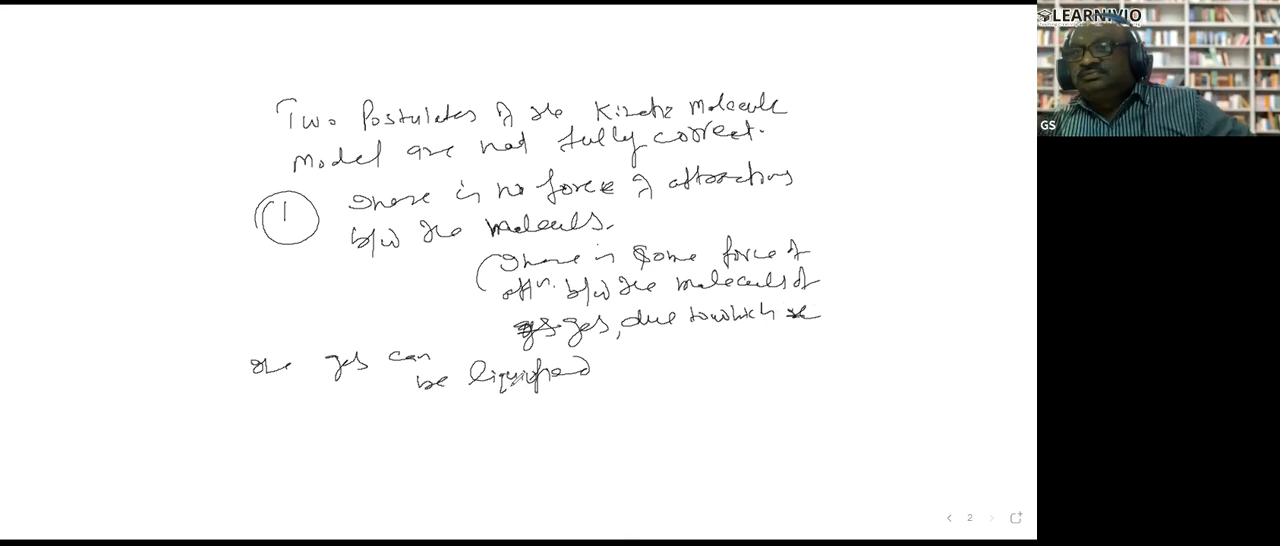 Two Postulates of the Kinetic Molecule
Model are not fully correct.
1 There is no force of attraction
b/w the molecules.
(There is some force of
attn. b/w the molecules of
gas, due to which
the gas can
be liquified
2
LEARNIVIO
GS